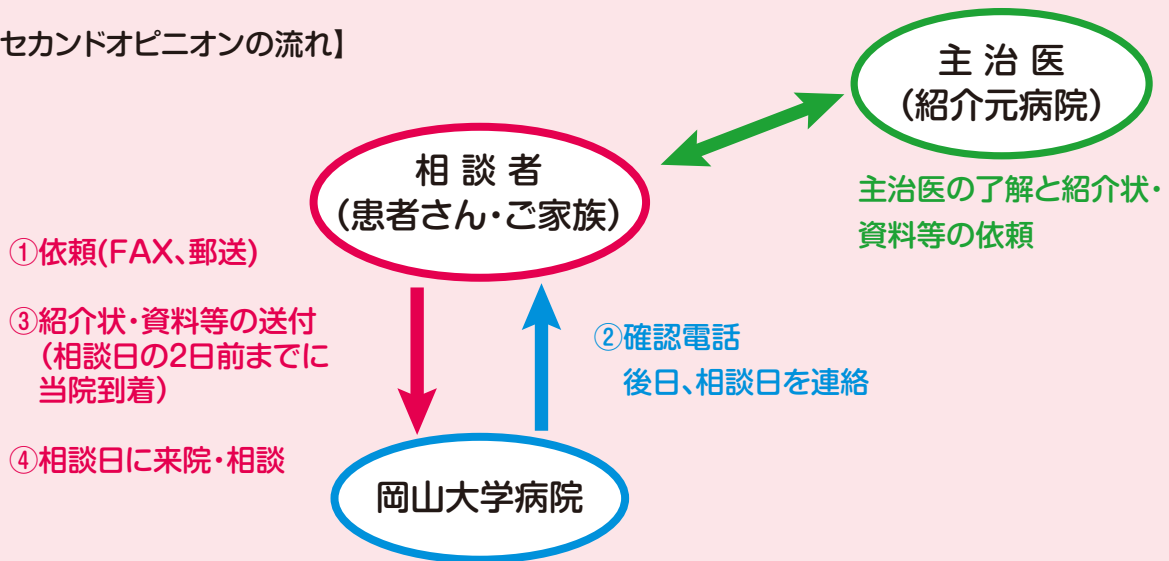 セカンドオピニオンの流れ】
主 治 医
（紹介元病院）
相 談 者
（患者さん・ご家族）
主治医の了解と紹介状・
資料等の依頼
①依頼(FAX、郵送)
③紹介状・資料等の送付
（相談日の2日前までに
当院到着）
②確認電話
後日、相談日を連絡
④相談日に来院・相談
岡山大学病院